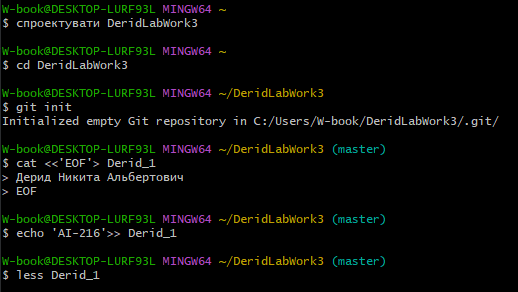 W-book@DESKTOP-LURF93L MINGW64 ~
$ спроектувати DeridLabWork3
W-book@DESKTOP-LURF93L MINGW64 ~
$ cd DeridLabWork3
W-book@DESKTOP-LURF93L MINGW64 ~/DeridLabWork3
$ git init
Initialized empty Git repository in C:/Users/W-book/DeridLabWork3/.git/
W-book@DESKTOP-LURF93L MINGW64 ~/DeridLabWork3 (master)
$ cat <<'EOF'> Derid_1
> Дерид Никита Альбертович
> EOF
W-book@DESKTOP-LURF93L MINGW64 ~/DeridLabWork3 (master)
$ echo 'AI-216'>> Derid_1
W-book@DESKTOP-LURF93L MINGW64 ~/DeridLabWork3 (master)
$ less Derid_1